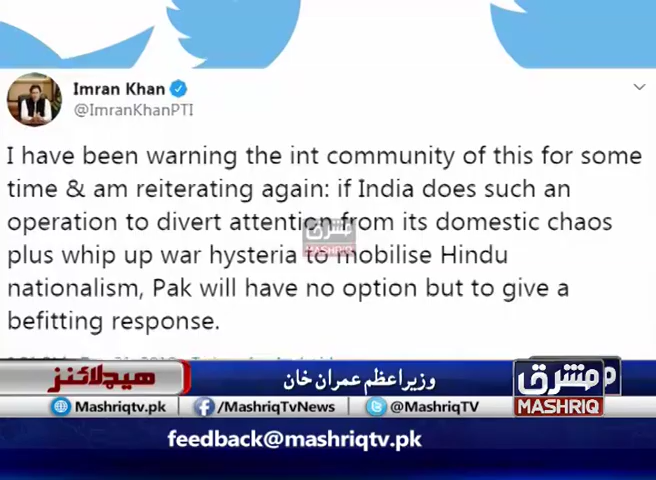 Imran Khan
@ImranKhanPTI
I have been warning the int community of this for some
time & am reiterating again: if India does such an
operation to divert attention from its domestic chaos
plus whip up war hysteria to mobilise Hindu
nationalism, Pak will have no option but to give a
befitting response.
مشرق
MASHRIQ
ہیڈلائنز
وزیراعظم عمران خان
مشرق
MASHRIQ
Mashriqtv.pk
/MashriqTvNews
@MashriqTV
feedback@mashriqtv.pk